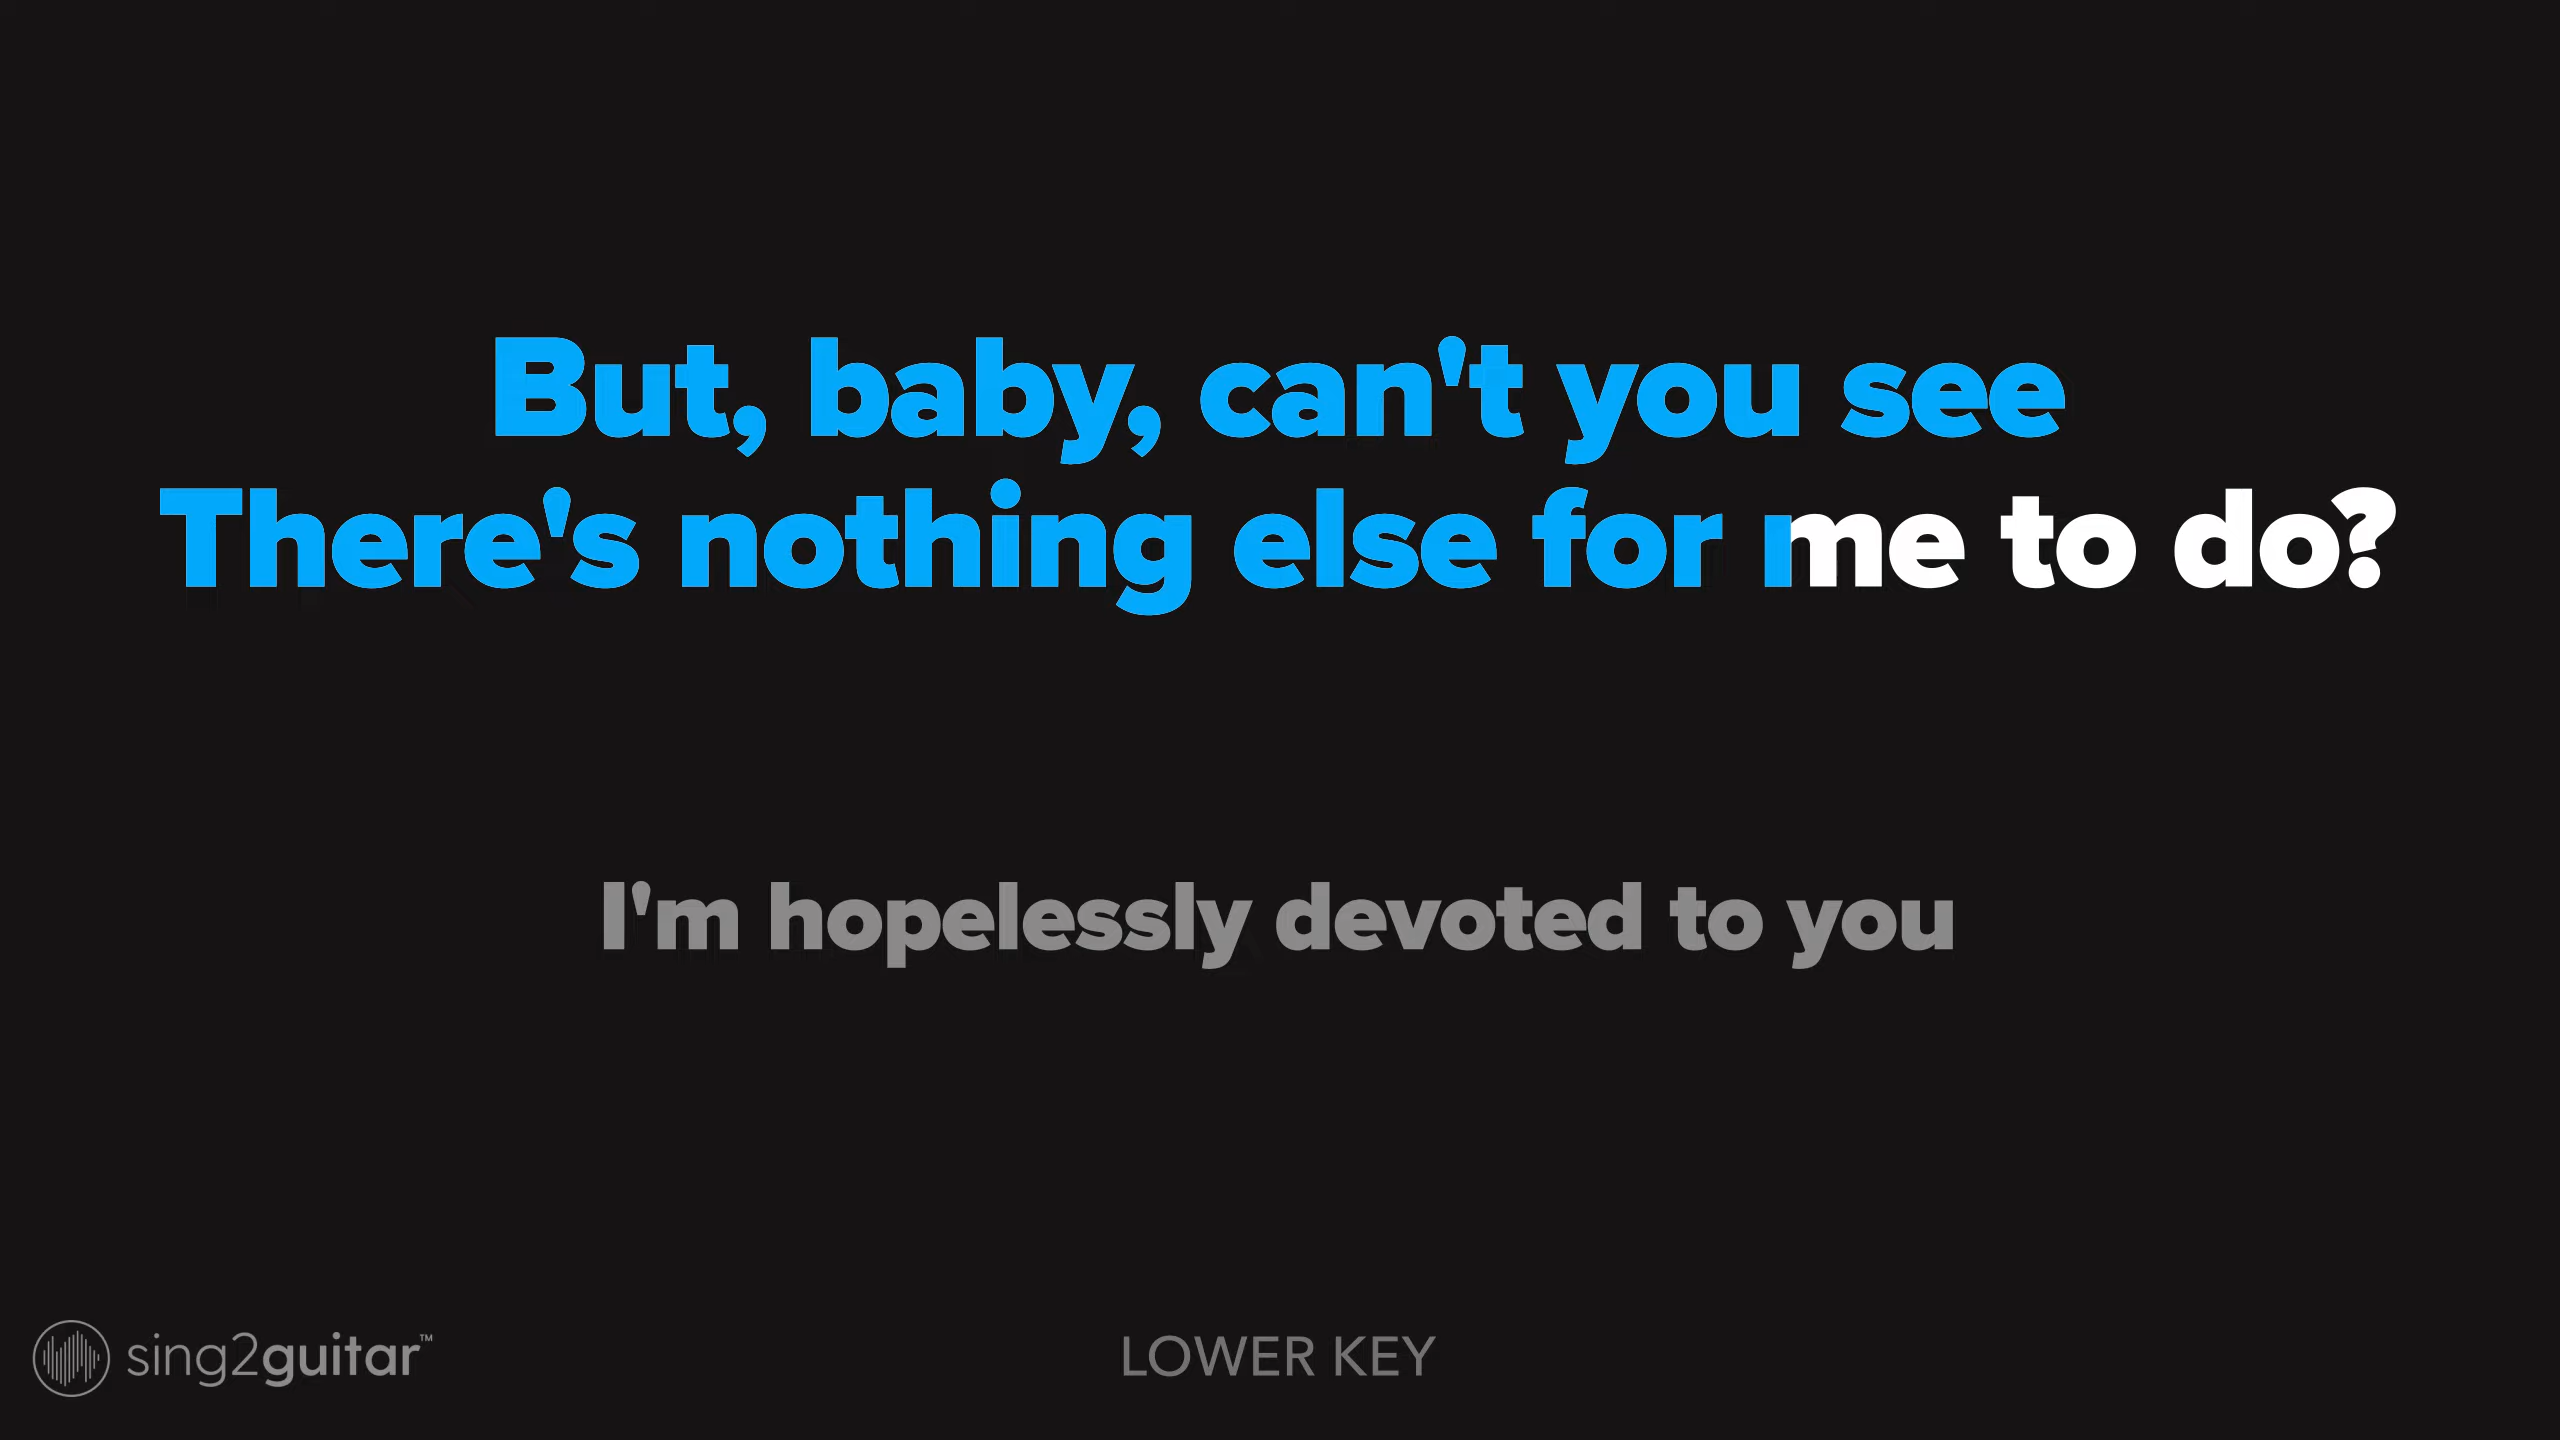 But, baby, can't you see
There's nothing else for me to do?
I'm hopelessly devoted to you
sing2guitar™
LOWER KEY